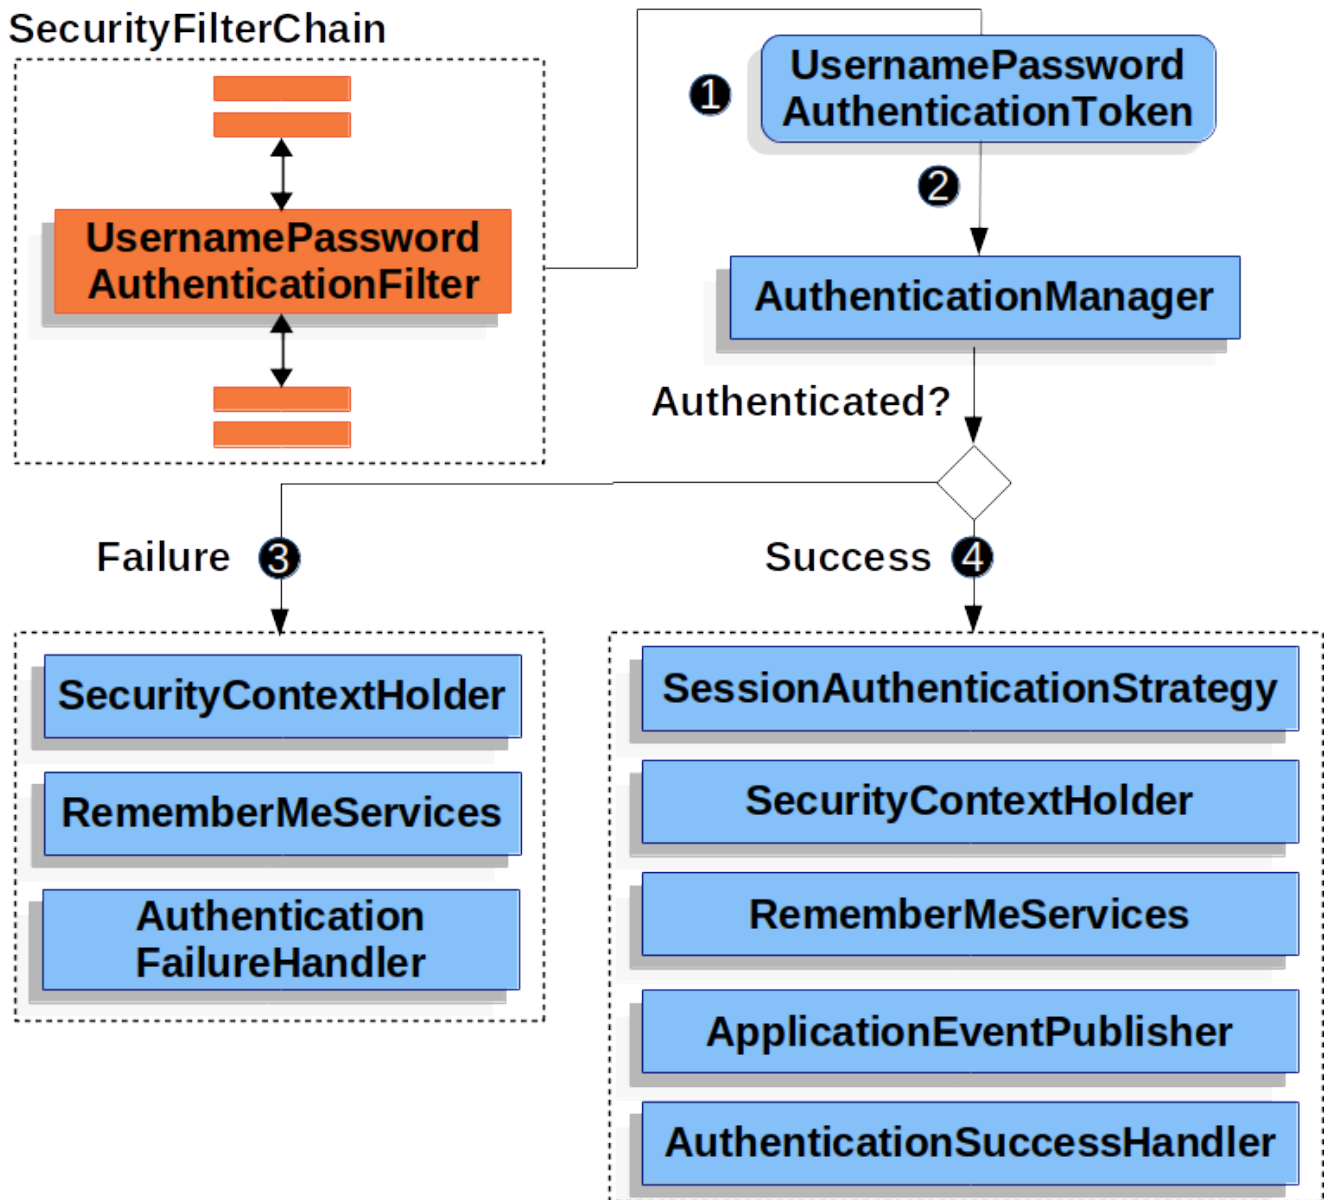 SecurityFilterChain
UsernamePassword
AuthenticationFilter
1
UsernamePassword
AuthenticationToken
2
AuthenticationManager
Authenticated?
Failure 3
Success 4
SecurityContextHolder
RememberMeServices
Authentication
FailureHandler
SessionAuthenticationStrategy
SecurityContextHolder
RememberMeServices
ApplicationEventPublisher
AuthenticationSuccessHandler